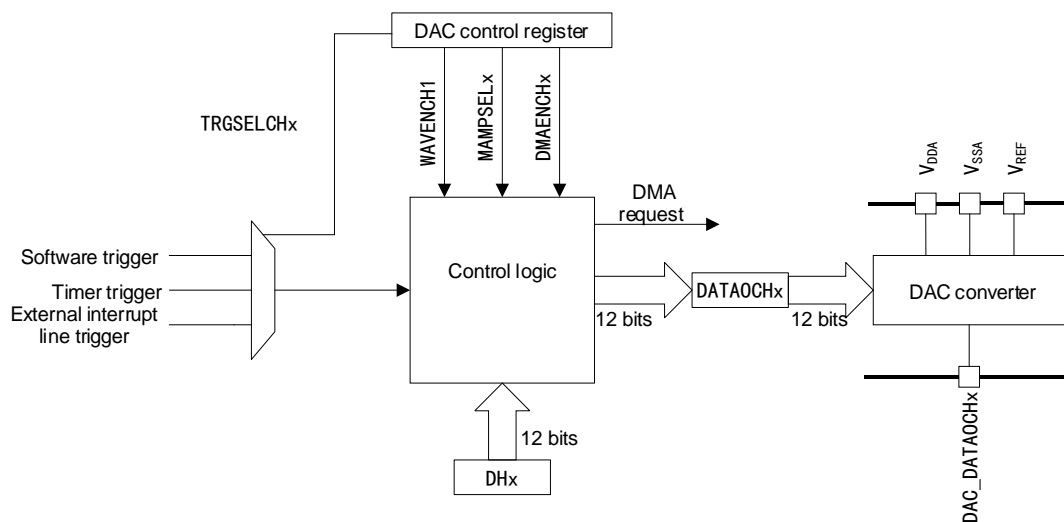 DAC control register
TRGSELCHx
WAVENCH1
MAMPSELx
DMAENCHx
VDDA
VSSA
VREF
DMA
request
Software trigger
Timer trigger
External interrupt
line trigger
Control logic
12 bits
DATAOCHx
12 bits
DAC converter
12 bits
DHx
DAC_DATAOCHx